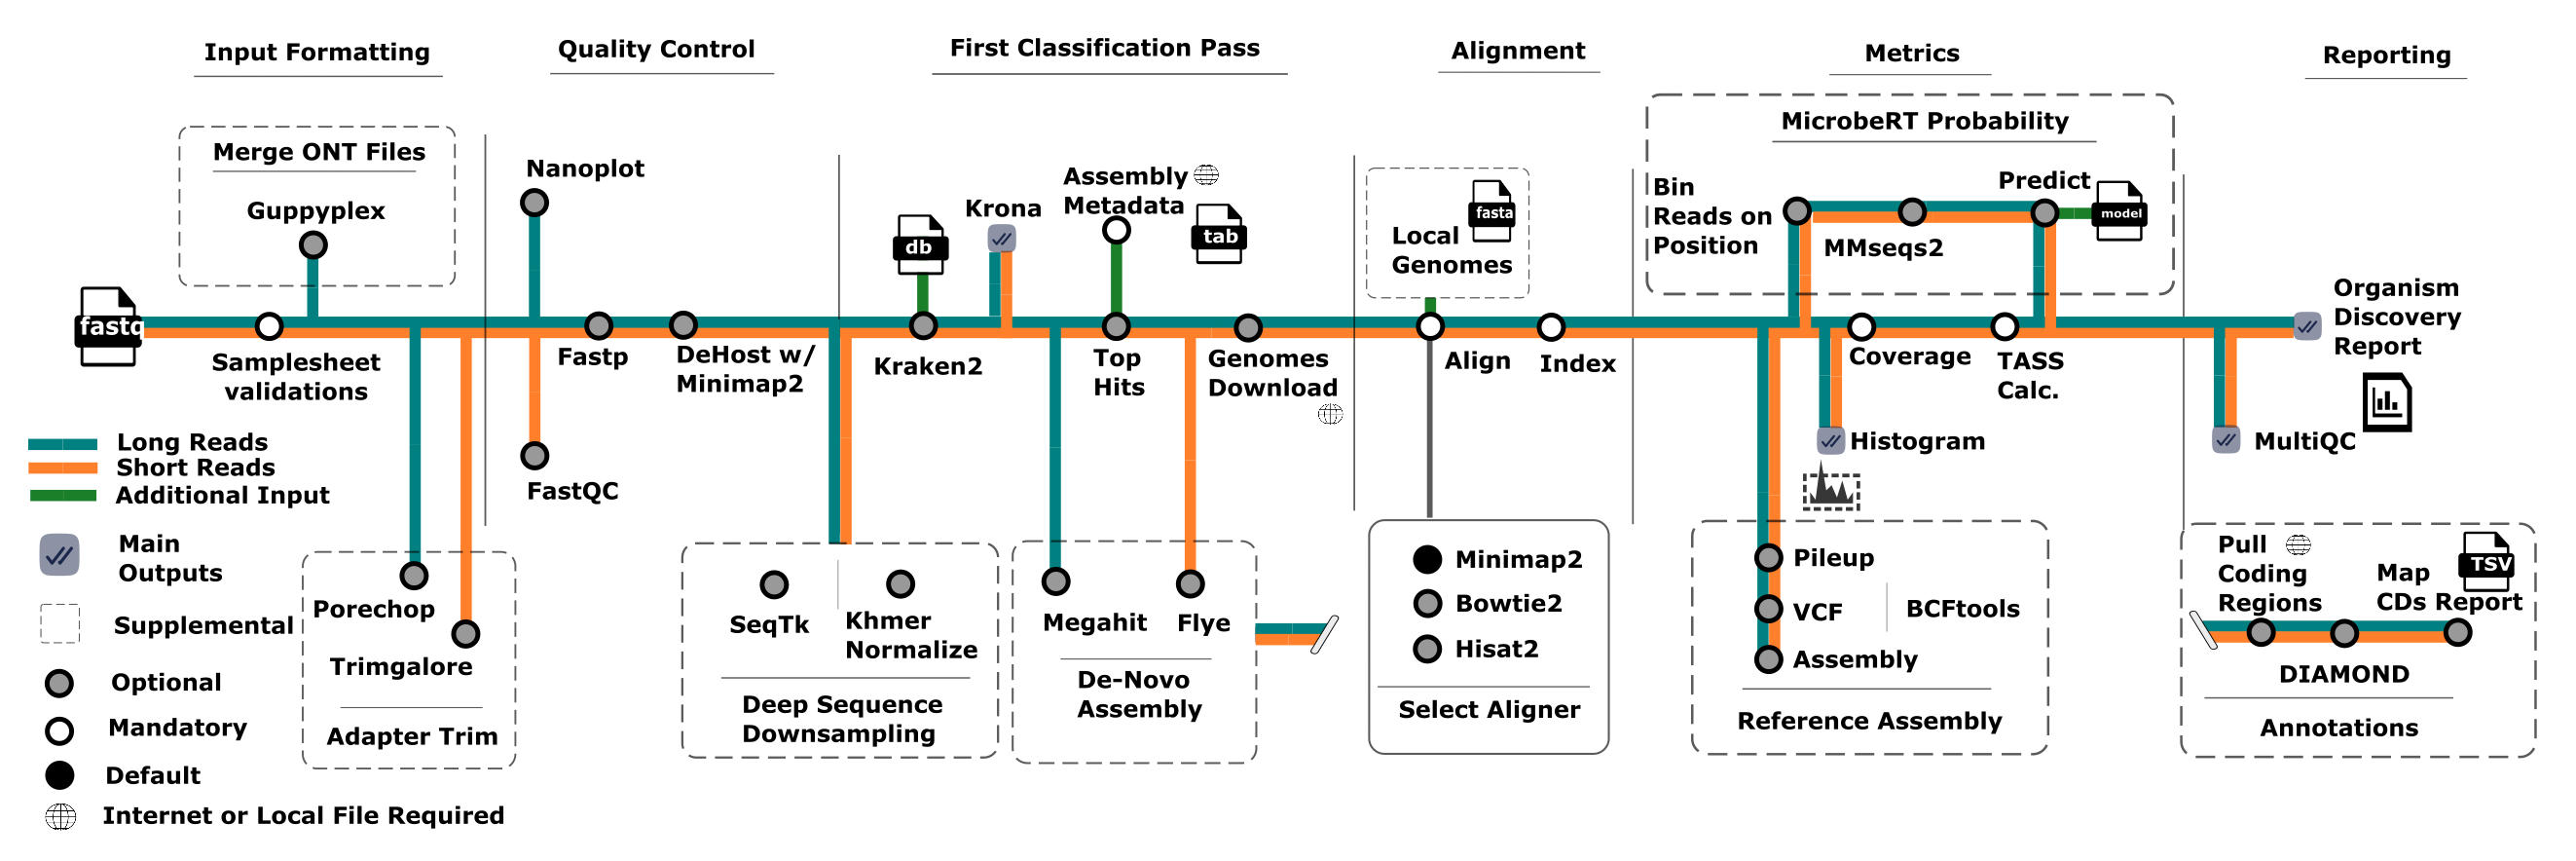 Input Formatting
Quality Control
First Classification Pass
Alignment
Metrics
Reporting
Merge ONT Files
Guppyplex
fastq
Samplesheet
validations
Porechop
Trimgalore
Adapter Trim
Long Reads
Short Reads
Additional Input
Main
Outputs
Supplemental
Optional
Mandatory
Default
Internet or Local File Required
Nanoplot
Fastp
DeHost w/
Minimap2
FastQC
SeqTk
Khmer
Normalize
Deep Sequence
Downsampling
db
Kraken2
Krona
Assembly
Metadata
tab
Top
Hits
Genomes
Download
Megahit
Flye
De-Novo
Assembly
fasta
Local
Genomes
Align
Index
Minimap2
Bowtie2
Hisat2
Select Aligner
MicrobeRT Probability
Bin
Reads on
Position
MMseqs2
Predict
model
Coverage
TASS
Calc.
Histogram
Pileup
VCF
BCFtools
Assembly
Reference Assembly
Organism
Discovery
Report
MultiQC
Pull
Coding
Regions
Map
CDs Report
TSV
DIAMOND
Annotations